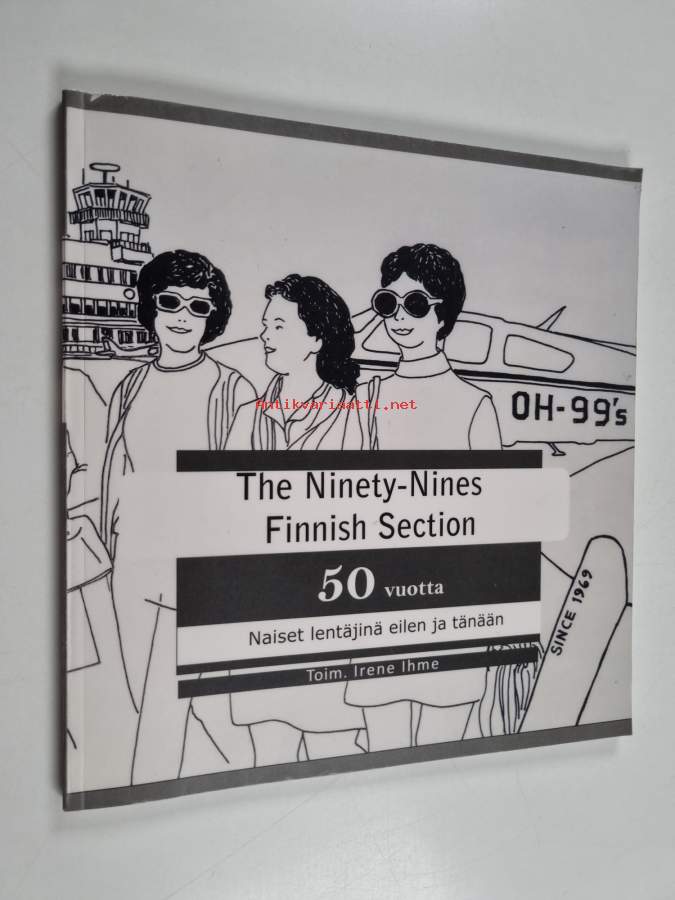 Antikvariaatti.net
OH-99's
The Ninety-Nines
Finnish Section
50 vuotta
Naiset lentäjinä eilen ja tänään
Toim. Irene Ihme
SINCE 1969